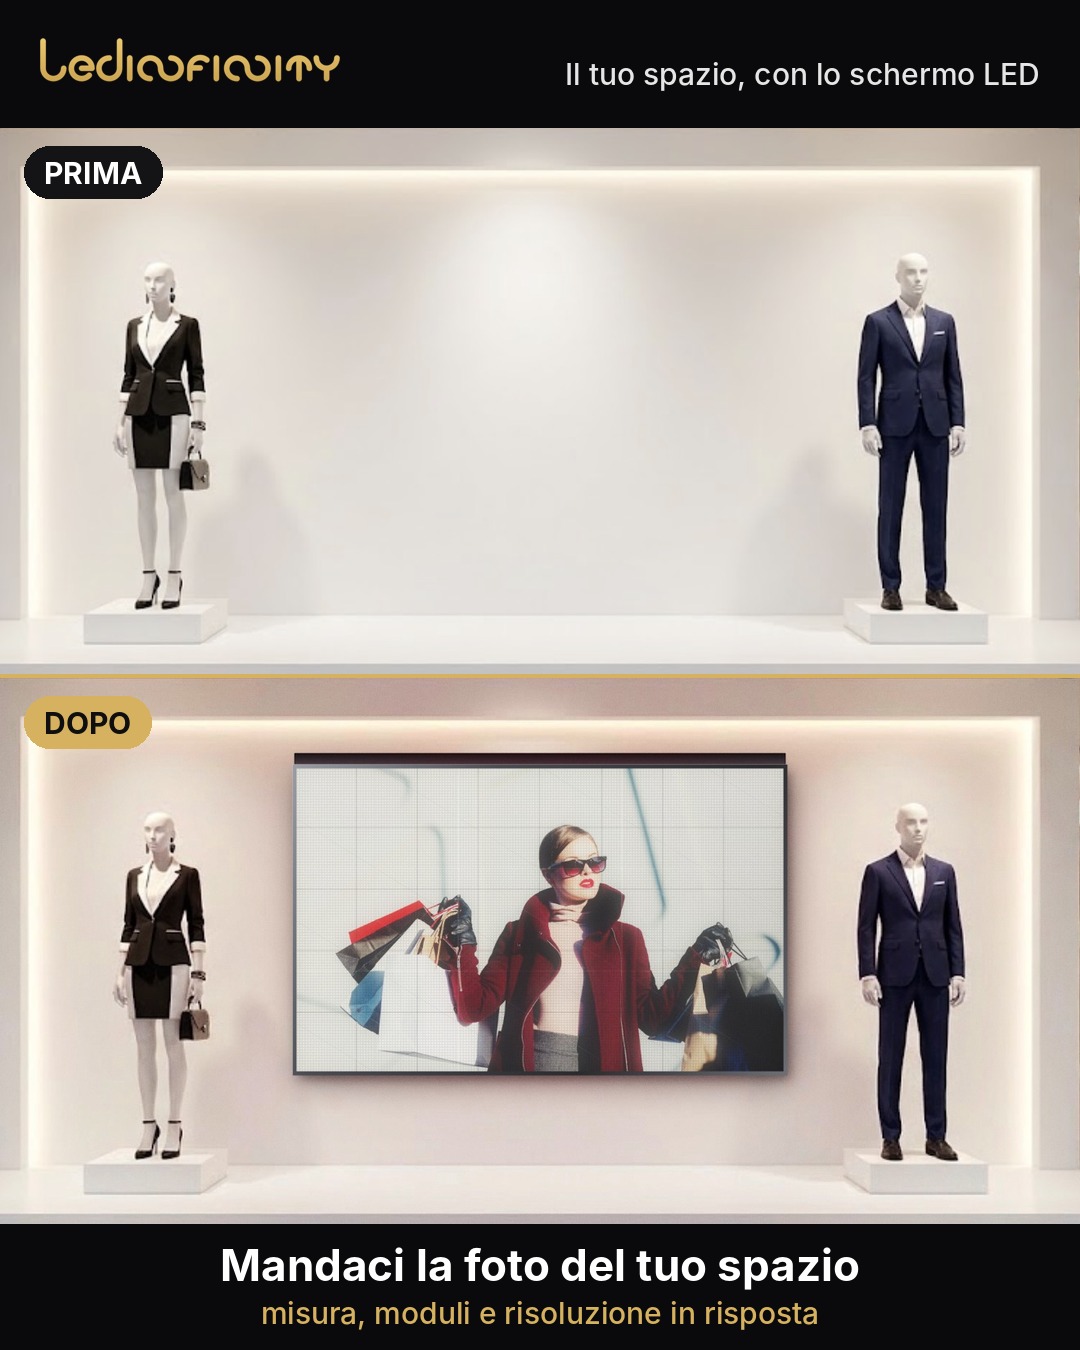 LEDINFINITY
Il tuo spazio, con lo schermo LED
PRIMA
DOPO
Mandaci la foto del tuo spazio
misura, moduli e risoluzione in risposta